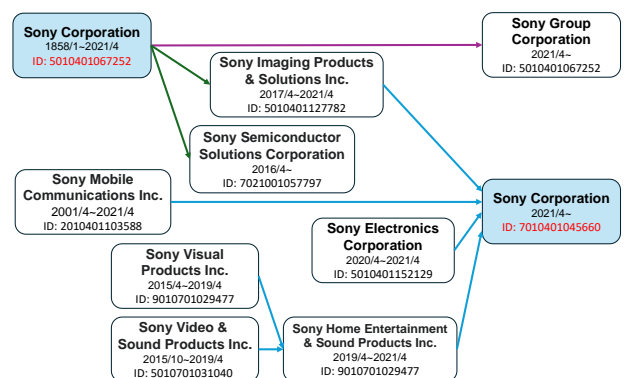 Sony Corporation
1858/1~2021/4
ID: 5010401067252
Sony Group
Corporation
2021/4~
ID: 5010401067252
Sony Imaging Products
& Solutions Inc.
2017/4~2021/4
ID: 5010401127782
Sony Semiconductor
Solutions Corporation
2016/4~
ID: 7021001057797
Sony Mobile
Communications Inc.
2001/4~2021/4
ID: 2010401103588
Sony Corporation
2021/4~
ID: 7010401045660
Sony Electronics
Corporation
2020/4~2021/4
ID: 5010401152129
Sony Visual
Products Inc.
2015/4~2019/4
ID: 9010701029477
Sony Video &
Sound Products Inc.
2015/10~2019/4
ID: 5010701031040
Sony Home Entertainment
& Sound Products Inc.
2019/4~2021/4
ID: 9010701029477